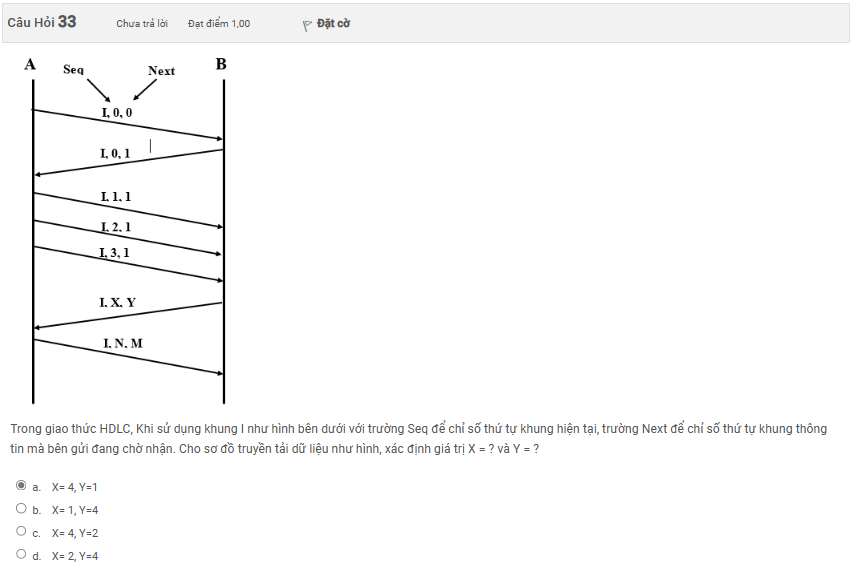 Câu Hỏi 33 Chưa trả lời Đạt điểm 1,00 Đặt cờ
A Seq Next B
I, 0, 0
I, 0, 1
I, 1, 1
I, 2, 1
I, 3, 1
I, X, Y
I, N, M
Trong giao thức HDLC, Khi sử dụng khung I như hình bên dưới với trường Seq để chỉ số thứ tự khung hiện tại, trường Next để chỉ số thứ tự khung thông
tin mà bên gửi đang chờ nhận. Cho sơ đồ truyền tải dữ liệu như hình, xác định giá trị X = ? và Y = ?
a. X= 4, Y=1
b. X= 1, Y=4
c. X= 4, Y=2
d. X= 2, Y=4